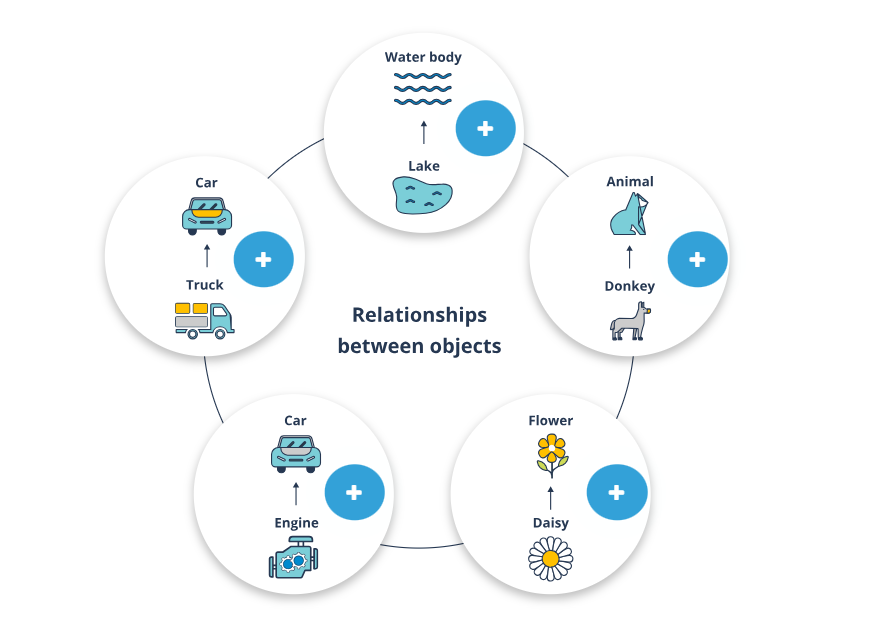 Water body
Lake
Car
Truck
Animal
Donkey
Relationships
between objects
Car
Engine
Flower
Daisy